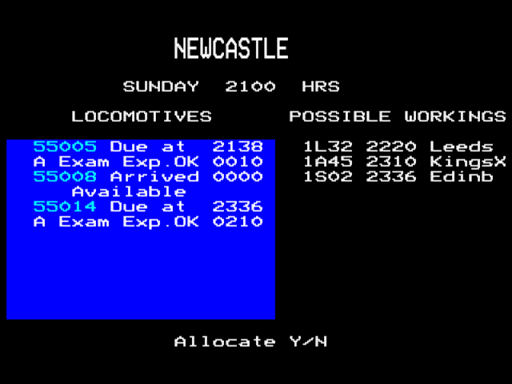 NEWCASTLE
SUNDAY 2100 HRS
LOCOMOTIVES
55005 Due at 2138
A Exam Exp.OK 0010
55008 Arrived 0000
Available
55014 Due at 2336
A Exam Exp.OK 0210
POSSIBLE WORKINGS
1L32 2220 Leeds
1A45 2310 KingsX
1S02 2336 Edinb
Allocate Y/N